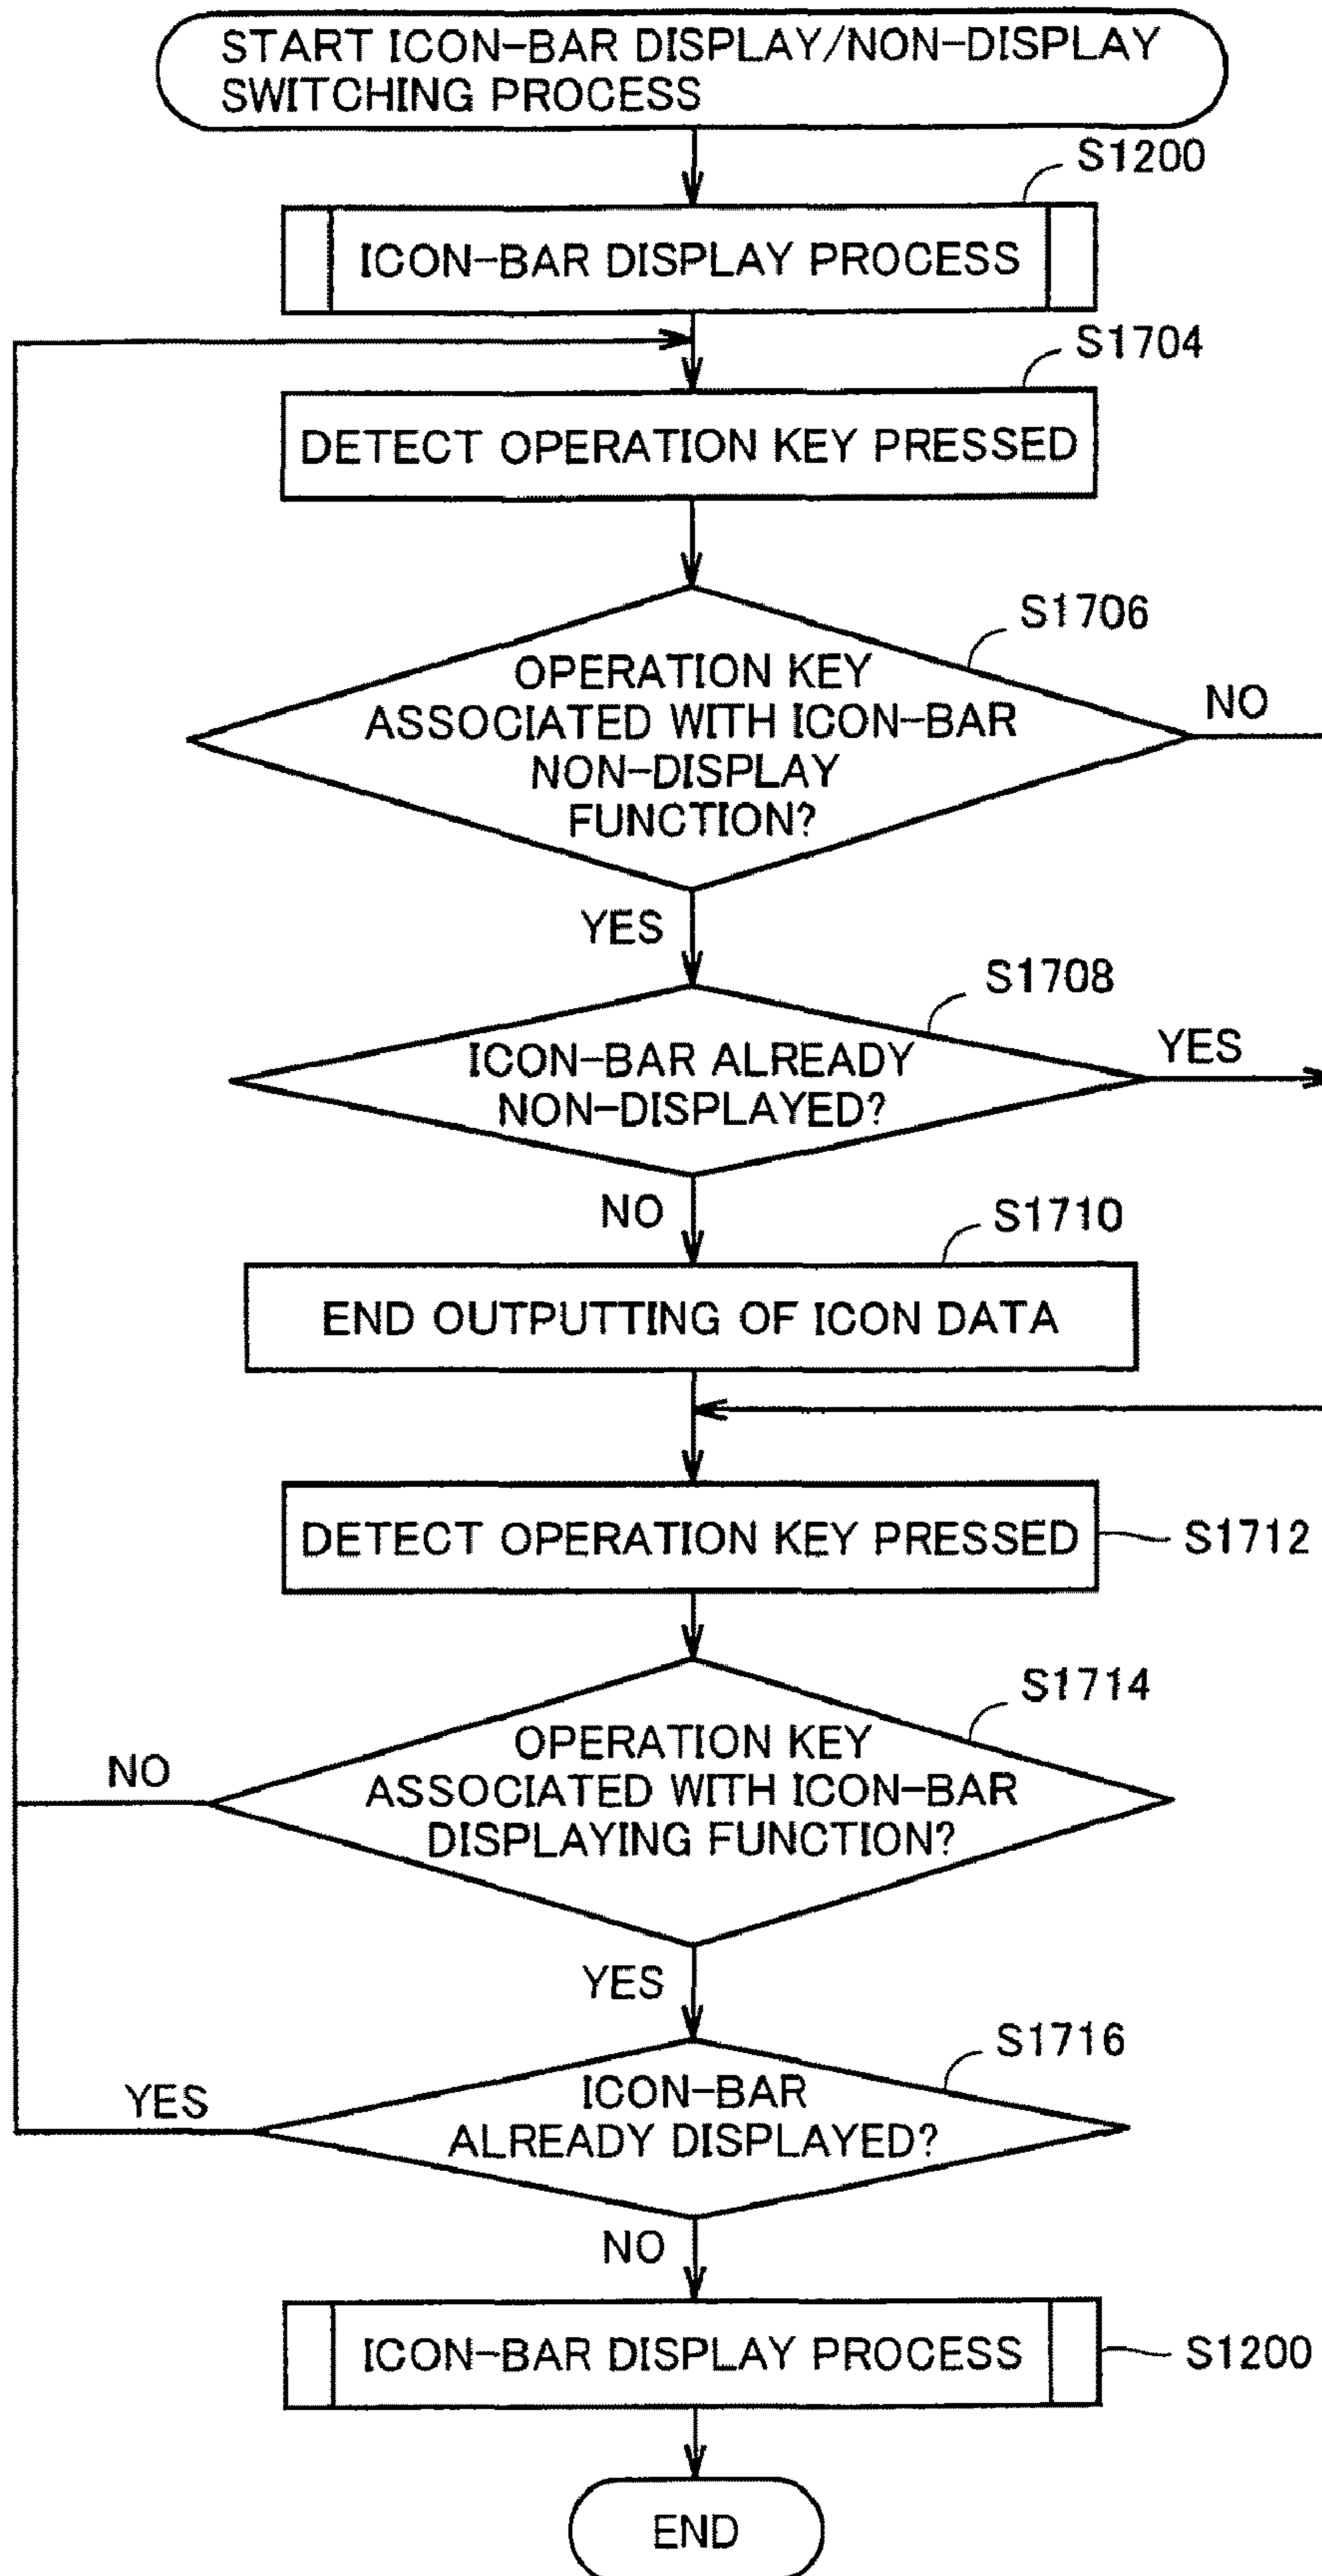 START ICON-BAR DISPLAY/NON-DISPLAY
SWITCHING PROCESS
S1200
ICON-BAR DISPLAY PROCESS
S1704
DETECT OPERATION KEY PRESSED
S1706
OPERATION KEY
ASSOCIATED WITH ICON-BAR
NON-DISPLAY
FUNCTION?
NO
YES
S1708
ICON-BAR ALREADY
NON-DISPLAYED?
YES
NO
S1710
END OUTPUTTING OF ICON DATA
DETECT OPERATION KEY PRESSED
S1712
S1714
OPERATION KEY
ASSOCIATED WITH ICON-BAR
DISPLAYING FUNCTION?
NO
YES
S1716
ICON-BAR
ALREADY DISPLAYED?
YES
NO
ICON-BAR DISPLAY PROCESS
S1200
END